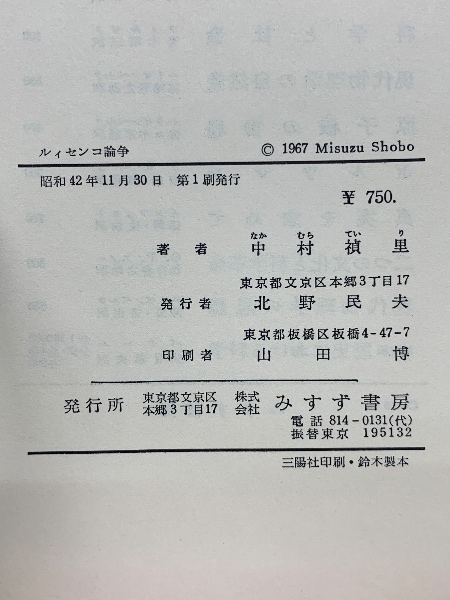 ルィセンコ論争
© 1967 Misuzu Shobo
昭和42年11月30日 第1刷発行
¥ 750.
なか むら てい り
著者 中村禎里
東京都文京区本郷3丁目17
発行者 北野民夫
東京都板橋区板橋4-47-7
印刷者 山田博
発行所 東京都文京区本郷3丁目17 株式会社 みすず書房
電話 814-0131(代)
振替東京 195132
三陽社印刷・鈴木製本